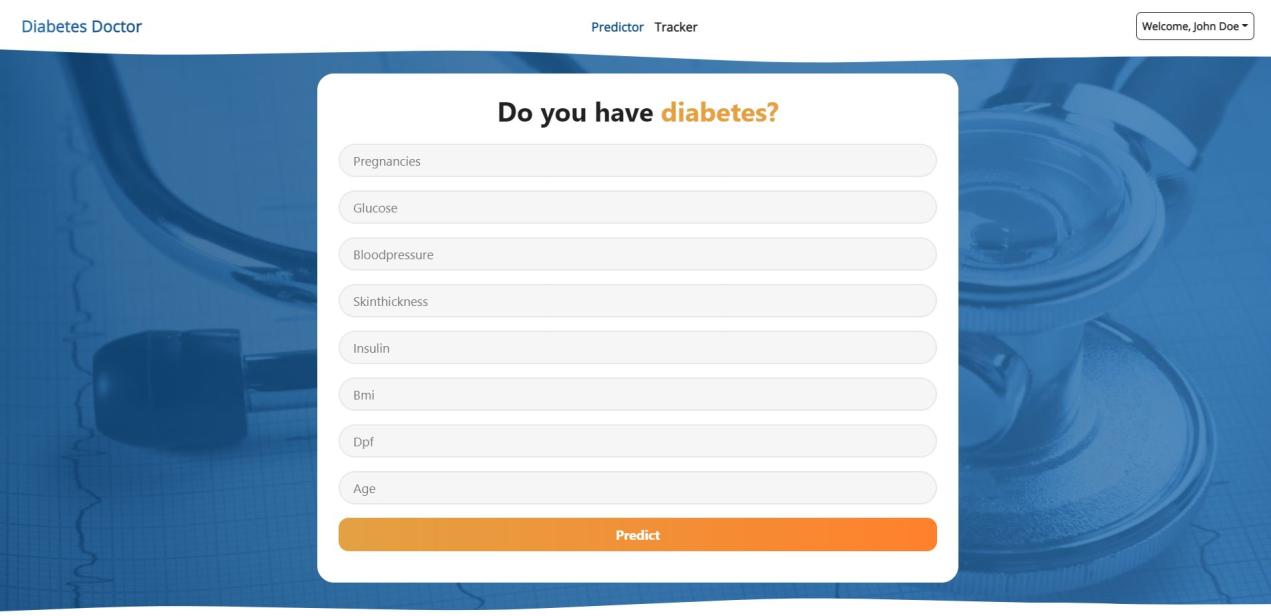 Diabetes Doctor
Predictor Tracker
Welcome, John Doe
Do you have diabetes?
Pregnancies
Glucose
Bloodpressure
Skinthickness
Insulin
Bmi
Dpf
Age
Predict